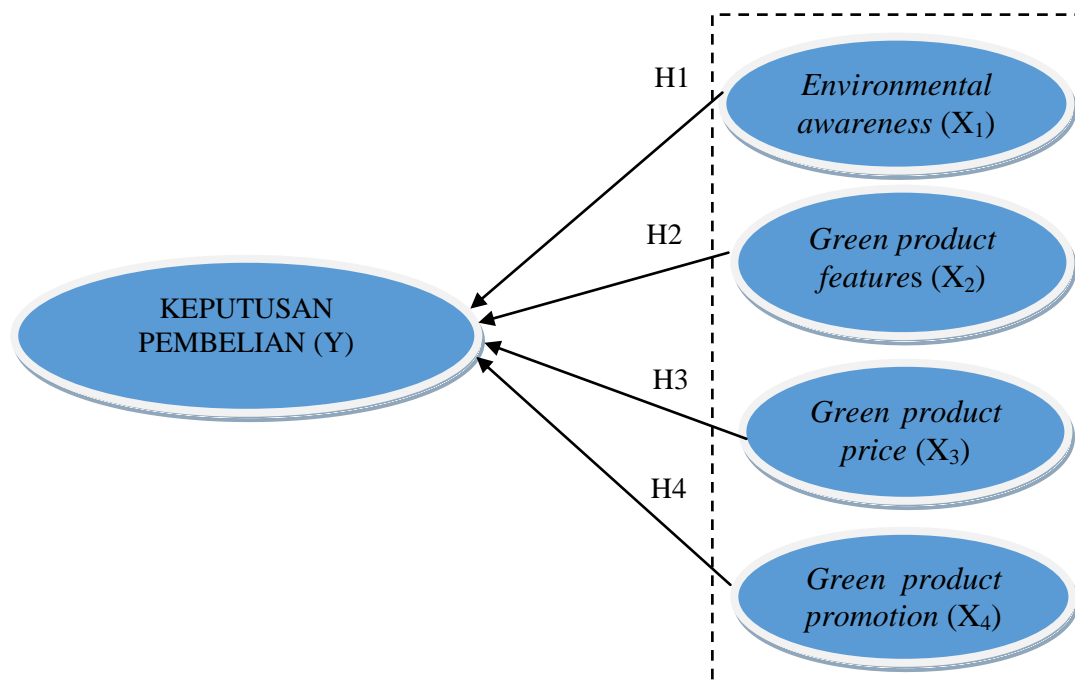 H1
Environmental
awareness (X₁)
H2
Green product
features (X₂)
KEPUTUSAN
PEMBELIAN (Y)
H3
Green product
price (X₃)
H4
Green product
promotion (X₄)